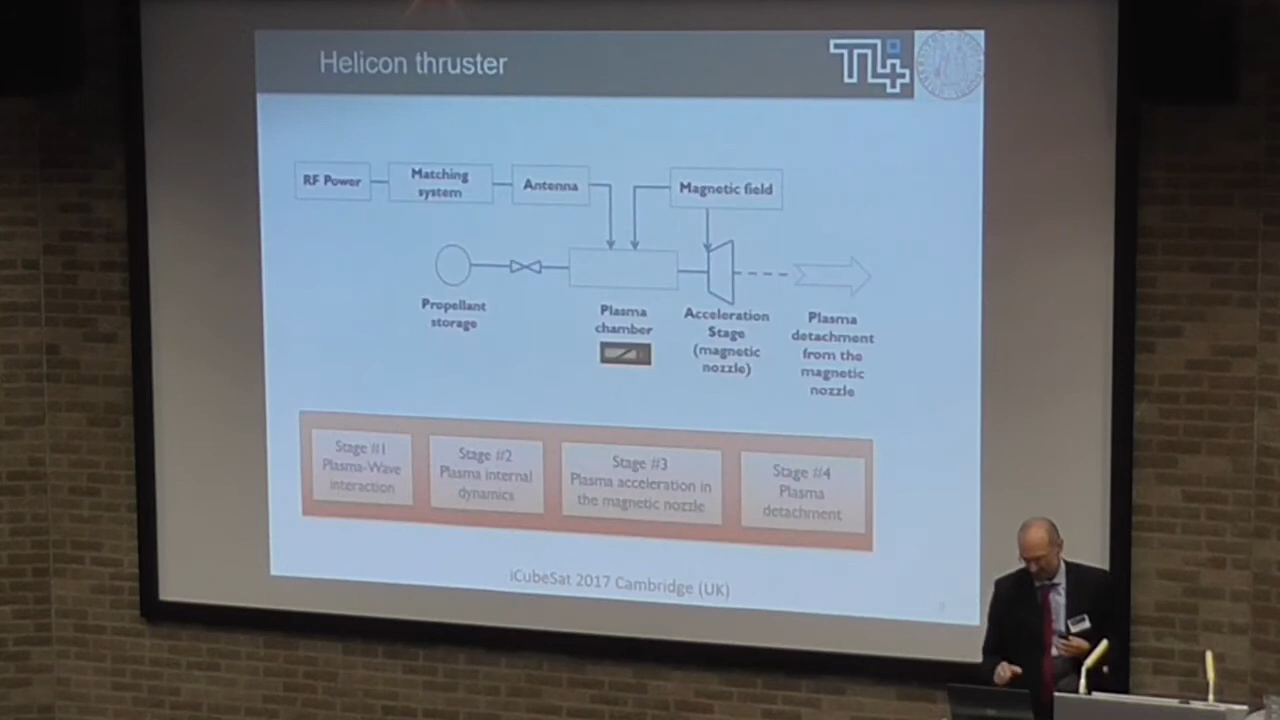 Helicon thruster
T4i
RF Power
Matching
system
Antenna
Magnetic field
Propellant
storage
Plasma
chamber
Acceleration
Stage
(magnetic
nozzle)
Plasma
detachment
from the
magnetic
nozzle
Stage #1
Plasma-Wave
interaction
Stage #2
Plasma internal
dynamics
Stage #3
Plasma acceleration in
the magnetic nozzle
Stage #4
Plasma
detachment
iCubeSat 2017 Cambridge (UK)